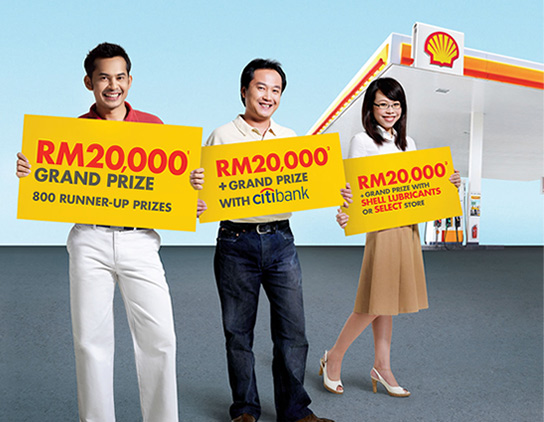 RM20,000
GRAND PRIZE
800 RUNNER-UP PRIZES
RM20,000
+ GRAND PRIZE
WITH citibank
RM20,000
+ GRAND PRIZE WITH
SHELL LUBRICANTS
OR SELECT STORE